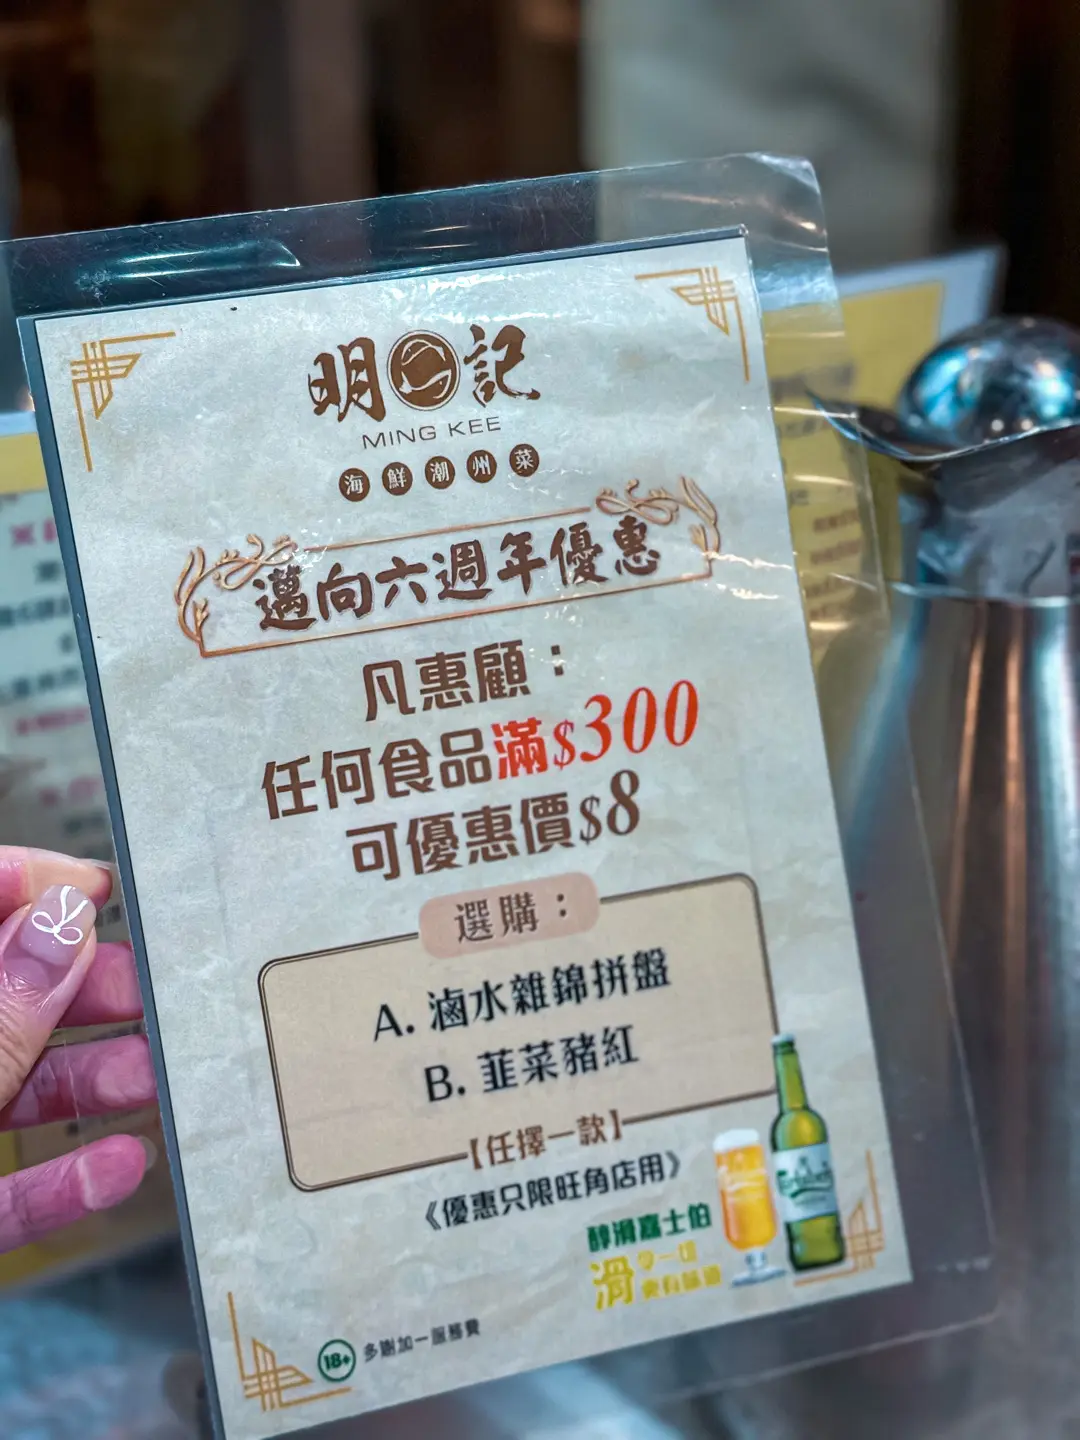 明記
MING KEE
海鮮潮州菜
邁向六週年優惠
凡惠顧：
任何食品滿$300
可優惠價$8
選購：
A. 滷水雜錦拼盤
B. 韮菜豬紅
【任擇一款】
《優惠只限旺角店用》
醇滑嘉士伯
滑
Carlsberg
18+ 多謝加一服務費